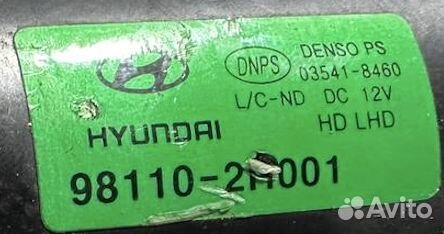 DNPS
DENSO PS
03541-8460
L/C-ND DC 12V
HYUNDAI
HD LHD
98110-2H001
Avito